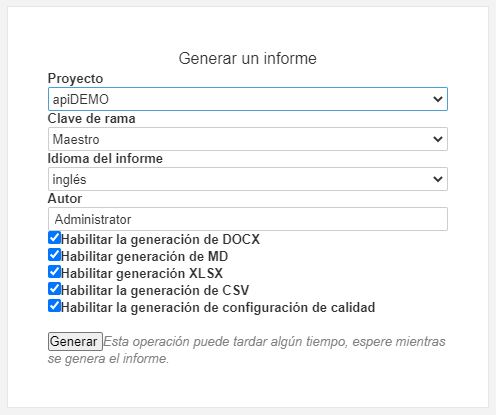 Generar un informe
Proyecto
apiDEMO
Clave de rama
Maestro
Idioma del informe
inglés
Autor
Administrator
Habilitar la generación de DOCX
Habilitar generación de MD
Habilitar generación XLSX
Habilitar la generación de CSV
Habilitar la generación de configuración de calidad
Generar Esta operación puede tardar algún tiempo, espere mientras
se genera el informe.